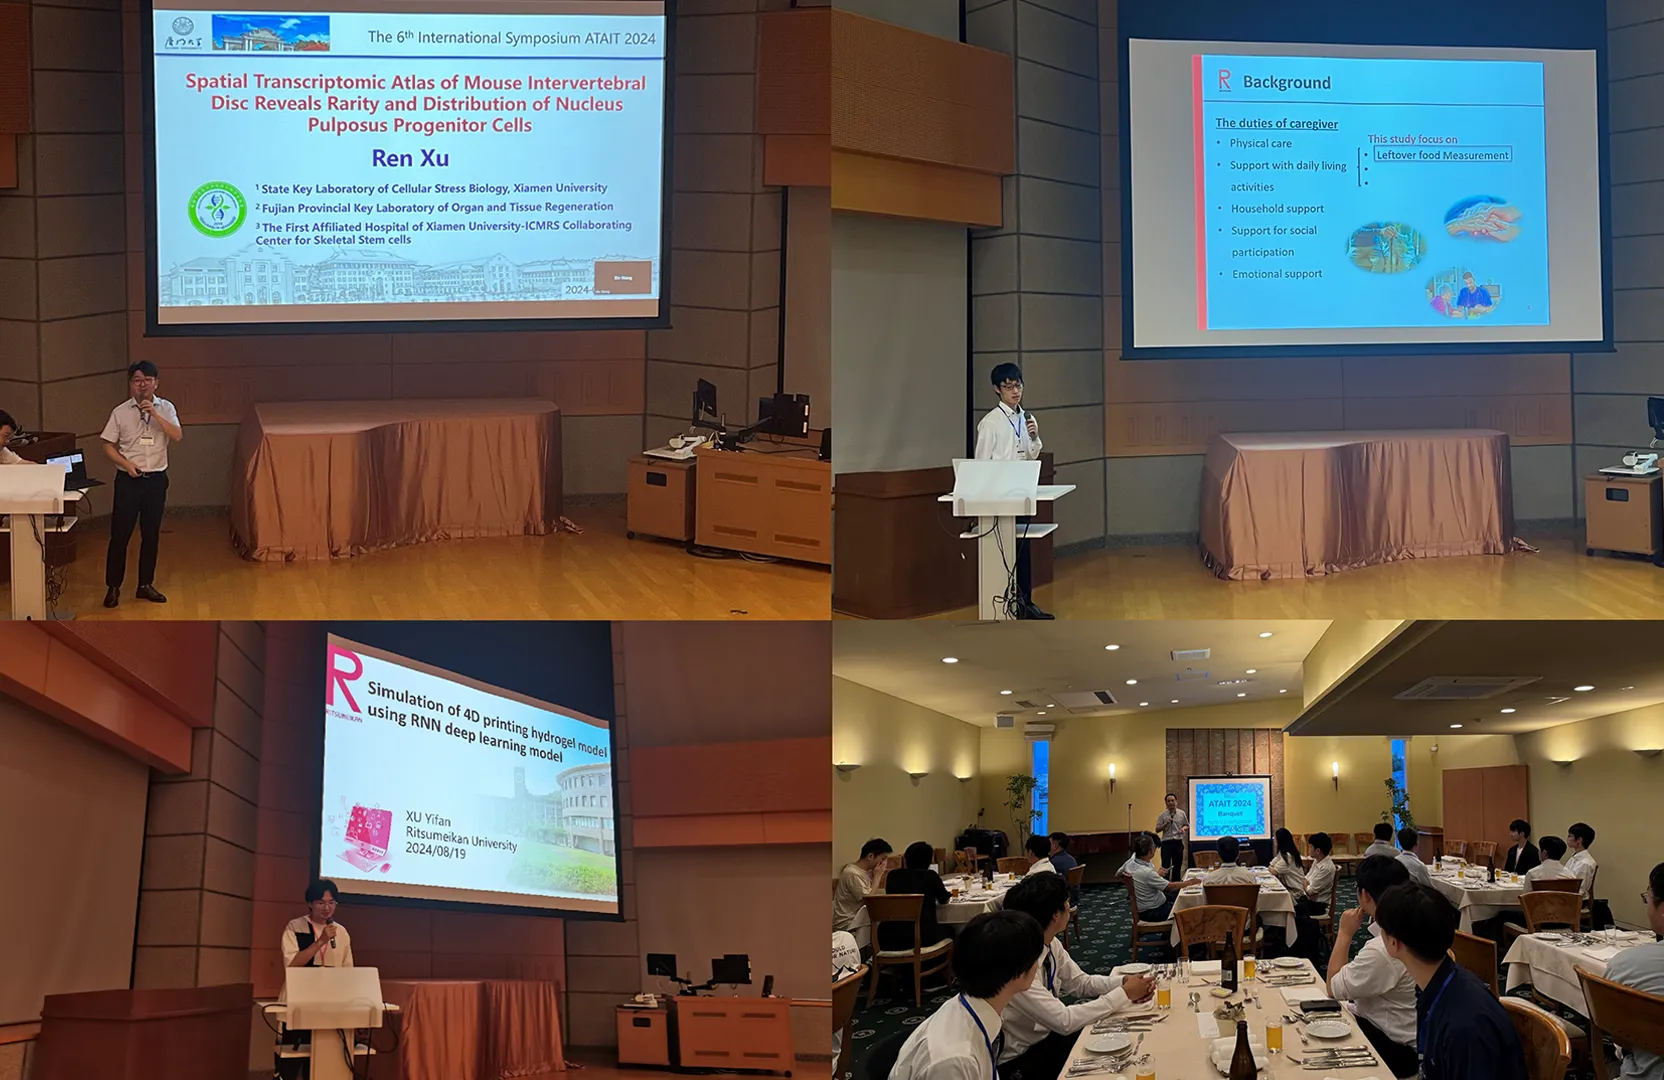 The 6th International Symposium ATAIT 2024
Spatial Transcriptomic Atlas of Mouse Intervertebral
Disc Reveals Rarity and Distribution of Nucleus
Pulposus Progenitor Cells
Ren Xu
1 State Key Laboratory of Cellular Stress Biology, Xiamen University
2 Fujian Provincial Key Laboratory of Organ and Tissue Regeneration
3 The First Affiliated Hospital of Xiamen University-ICMRS Collaborating
Center for Skeletal Stem cells
2024-
R Background
The duties of caregiver
• Physical care
• Support with daily living
activities
• Household support
• Support for social
participation
• Emotional support
This study focus on
• Leftover food Measurement
R
RITSUMEIKAN
Simulation of 4D printing hydrogel model
using RNN deep learning model
XU Yifan
Ritsumeikan University
2024/08/19
ATAIT 2024
Banquet